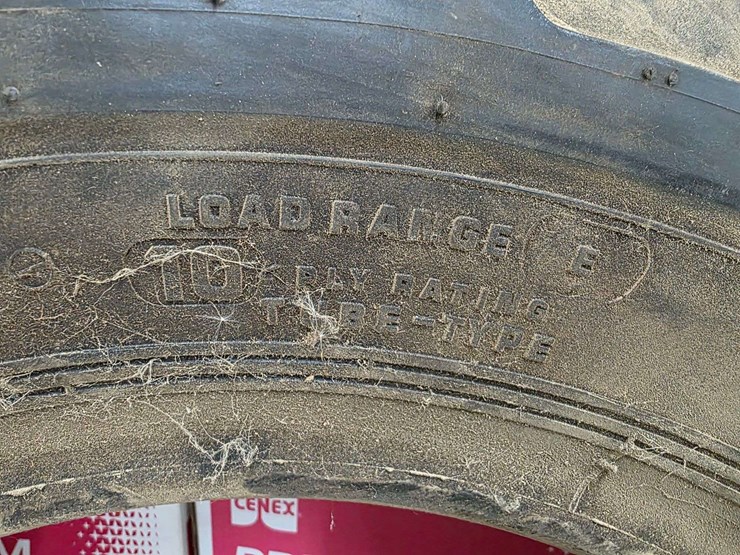 LOAD RANGE E
10 PLY RATING
TUBE-TYPE
CENEX